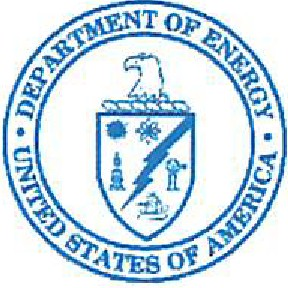 DEPARTMENT OF ENERGY
UNITED STATES OF AMERICA